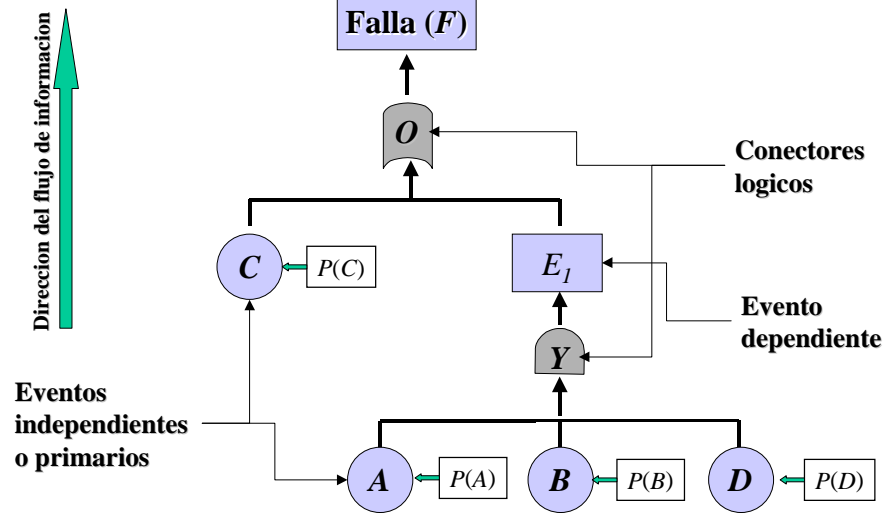 Falla (F)
Direccion del flujo de informacion
O
Conectores
logicos
C
P(C)
E1
Evento
dependiente
Y
Eventos
independientes
o primarios
A
P(A)
B
P(B)
D
P(D)